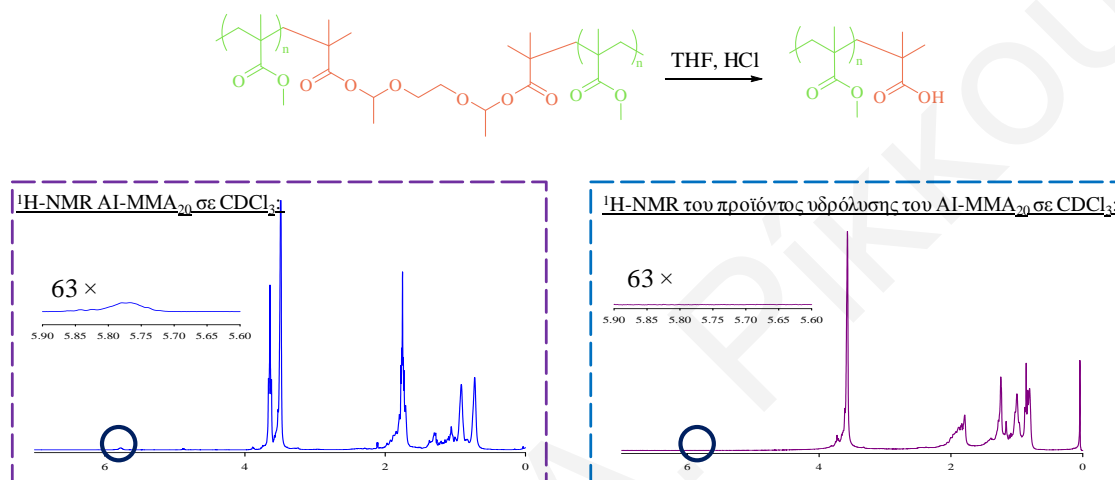 n
n
n
O
O
O
O
O
O
O
O
O
O
O
O
O
OH
THF, HCl
¹H-NMR AI-MMA₂₀ σε CDCl₃:
63 ×
5.90 5.85 5.80 5.75 5.70 5.65 5.60
6 4 2 0
¹H-NMR του προϊόντος υδρόλυσης του AI-MMA₂₀ σε CDCl₃:
63 ×
5.90 5.85 5.80 5.75 5.70 5.65 5.60
6 4 2 0